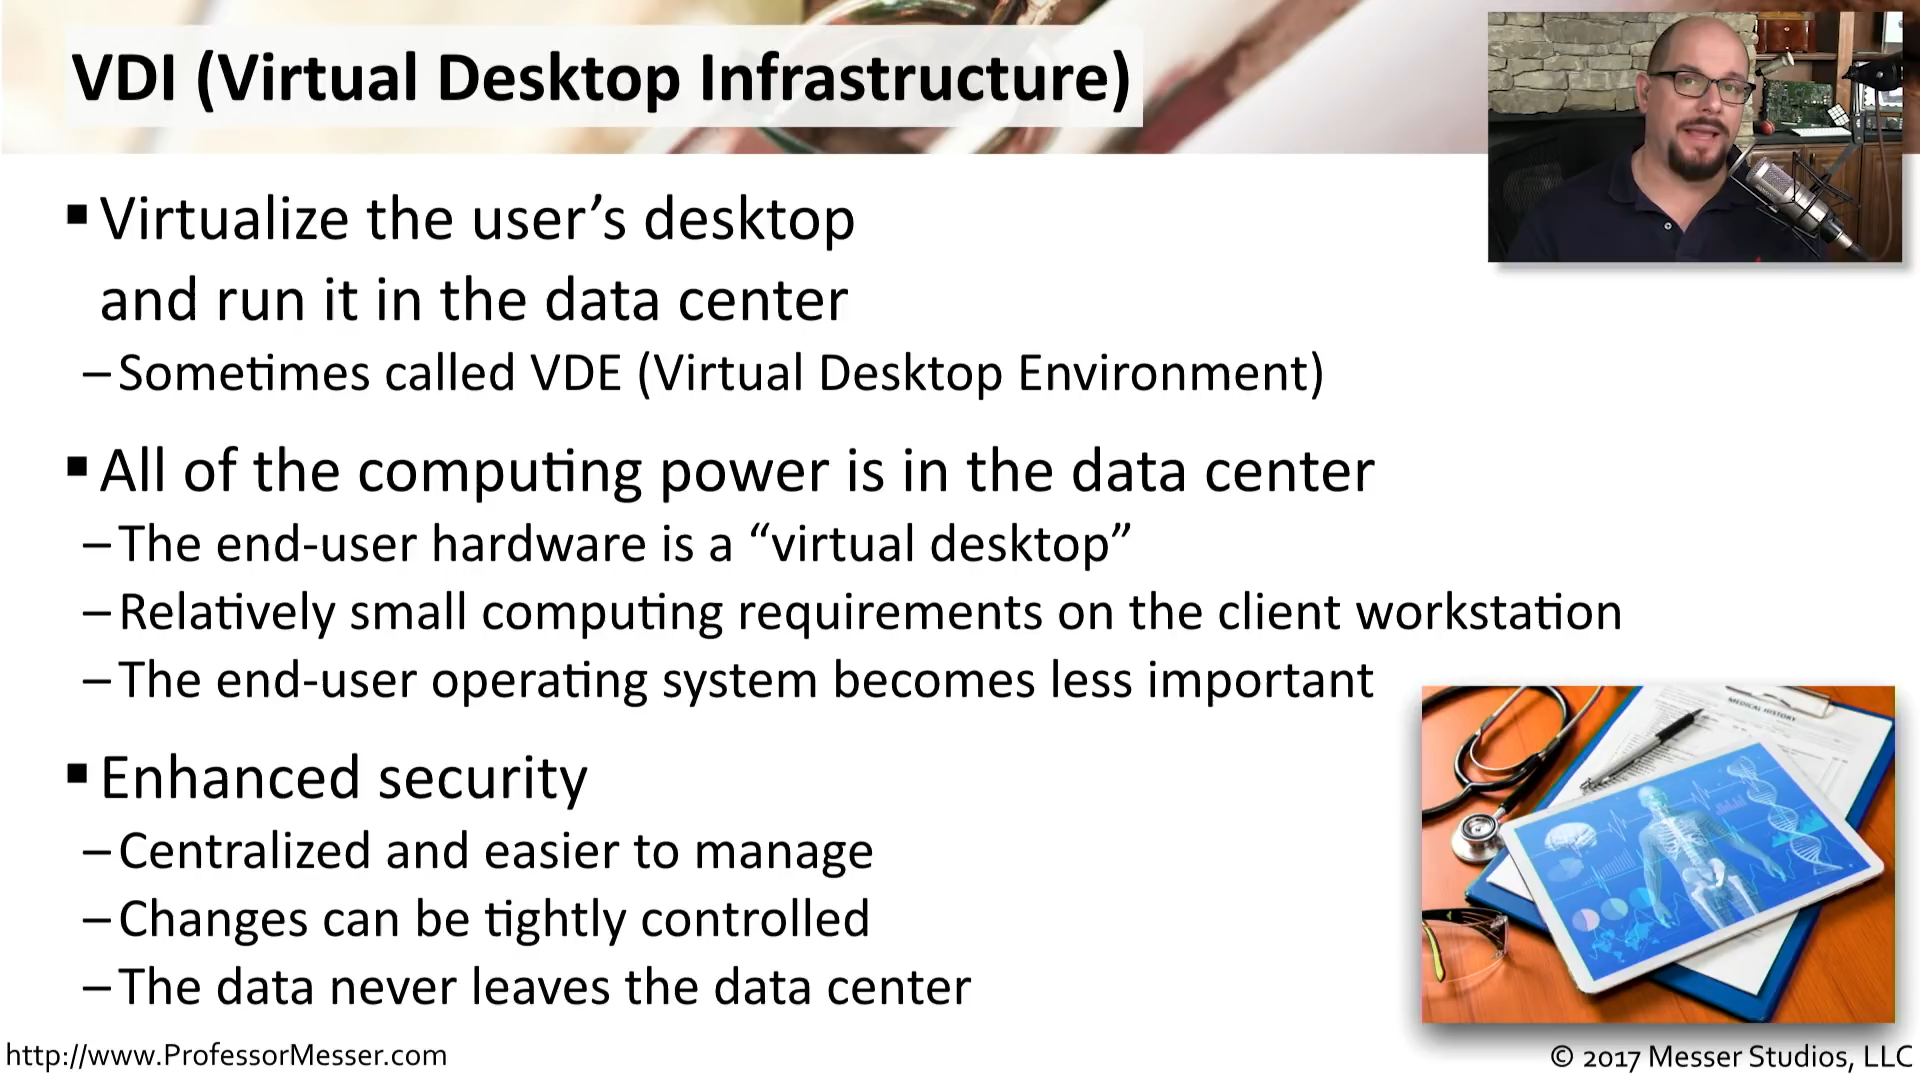 VDI (Virtual Desktop Infrastructure)
▪ Virtualize the user’s desktop
and run it in the data center
– Sometimes called VDE (Virtual Desktop Environment)
▪ All of the computing power is in the data center
– The end-user hardware is a “virtual desktop”
– Relatively small computing requirements on the client workstation
– The end-user operating system becomes less important
▪ Enhanced security
– Centralized and easier to manage
– Changes can be tightly controlled
– The data never leaves the data center
MEDICAL HISTORY
http://www.ProfessorMesser.com
© 2017 Messer Studios, LLC